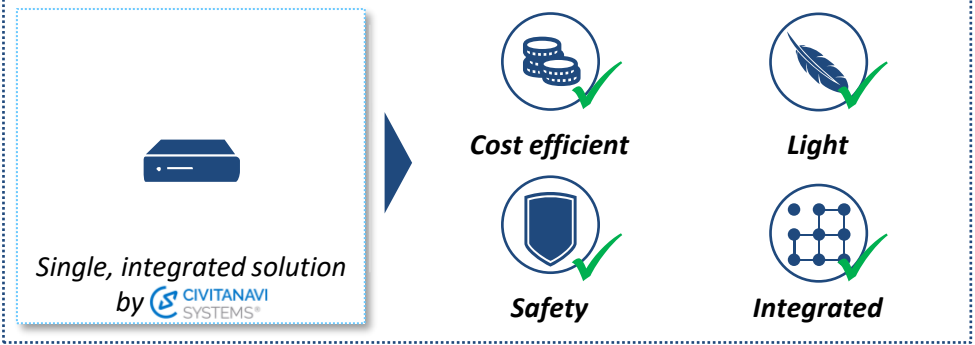 Single, integrated solution
by CIVITANAVI
SYSTEMS®
Cost efficient
Light
Safety
Integrated